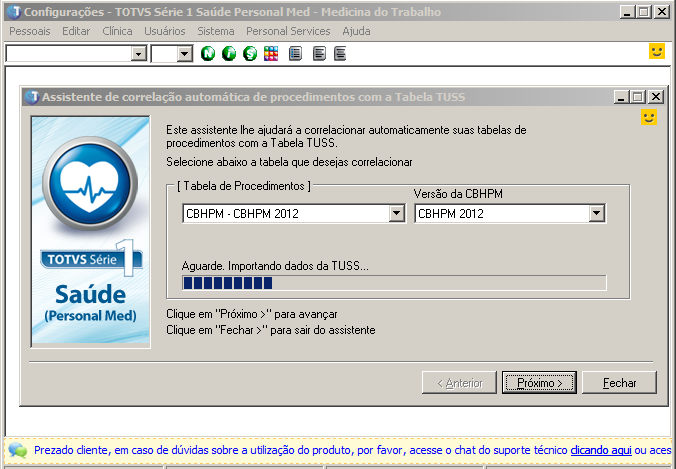 Configurações - TOTVS Série 1 Saúde Personal Med - Medicina do Trabalho
Pessoais Editar Clínica Usuários Sistema Personal Services Ajuda
Assistente de correlação automática de procedimentos com a Tabela TUSS
Este assistente lhe ajudará a correlacionar automaticamente suas tabelas de
procedimentos com a Tabela TUSS.
Selecione abaixo a tabela que desejas correlacionar
[ Tabela de Procedimentos ]
Versão da CBHPM
CBHPM - CBHPM 2012
CBHPM 2012
TOTVS Série 1
Saúde
(Personal Med)
Aguarde. Importando dados da TUSS...
Clique em "Próximo >" para avançar
Clique em "Fechar >" para sair do assistente
< Anterior
Próximo >
Fechar
Prezado cliente, em caso de dúvidas sobre a utilização do produto, por favor, acesse o chat do suporte técnico clicando aqui ou aces